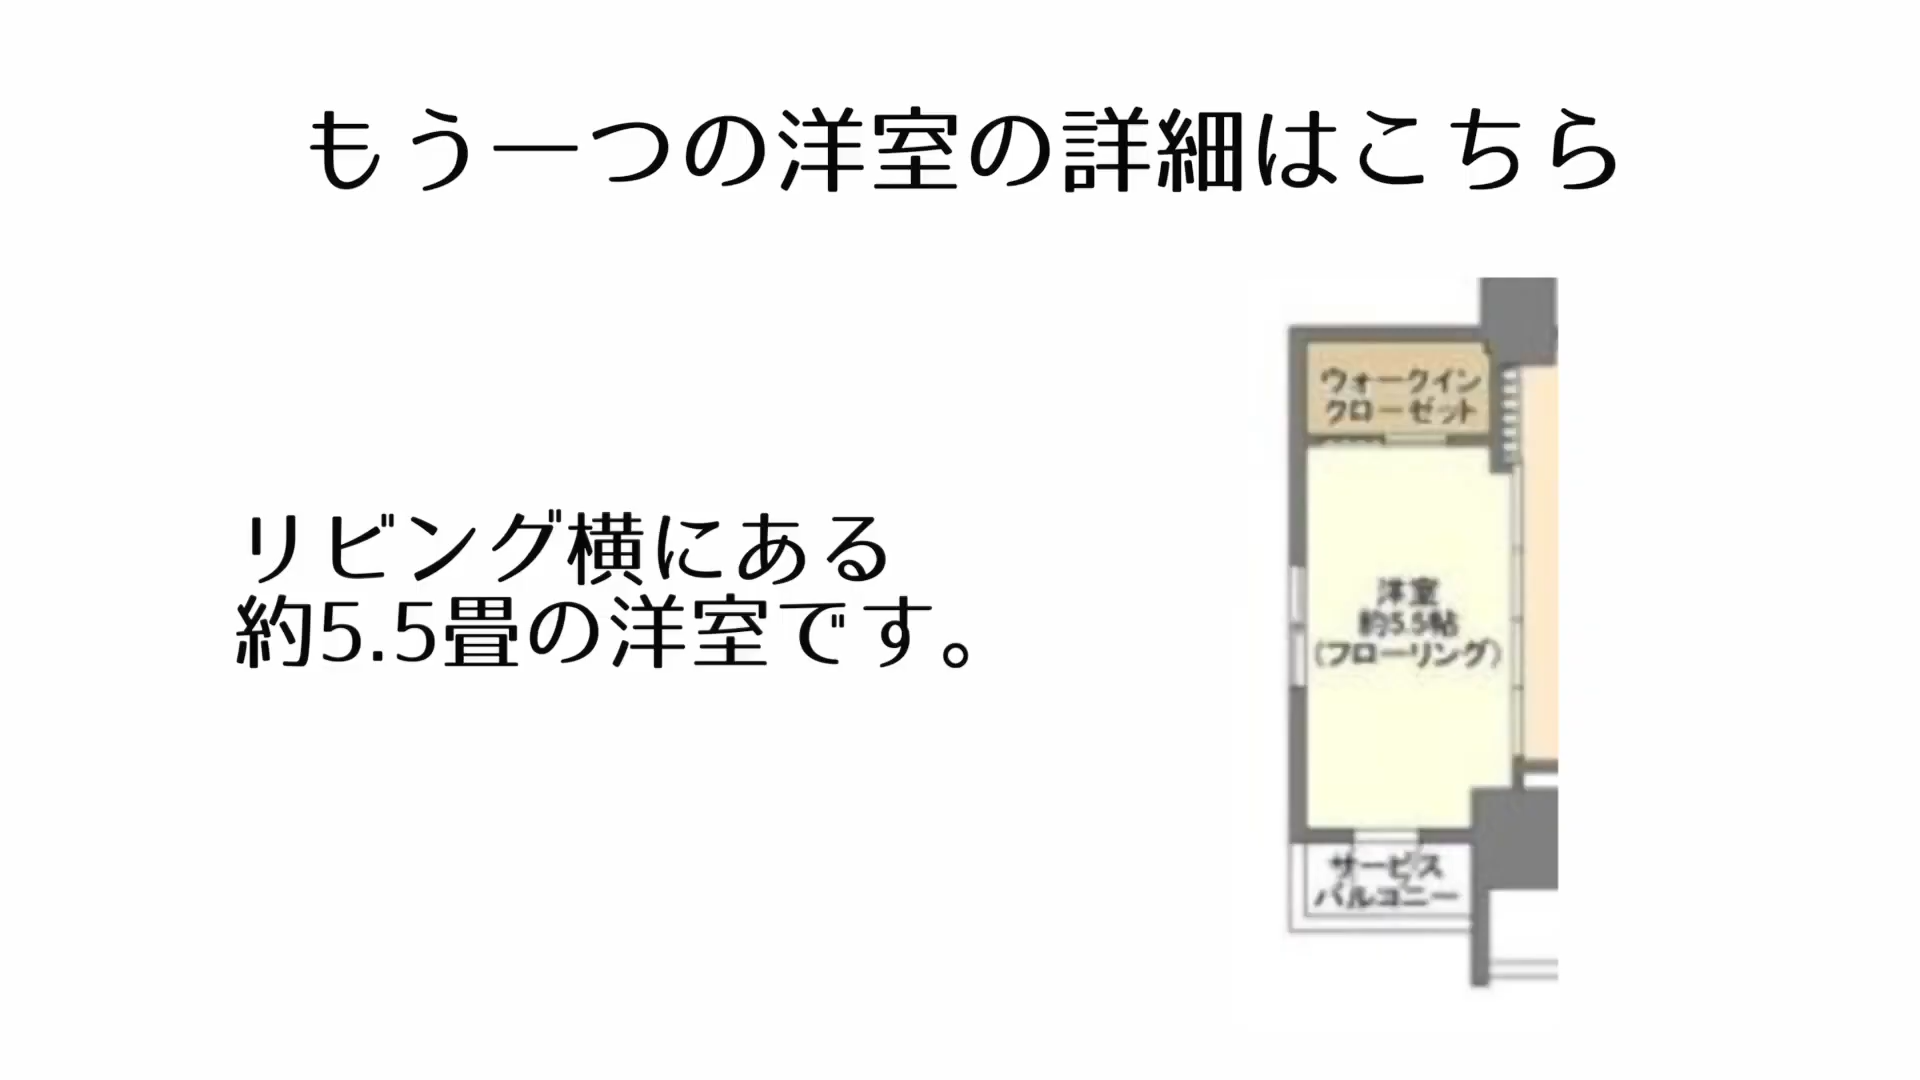 もう一つの洋室の詳細はこちら
リビング横にある
約5.5畳の洋室です。
ウォークイン
クローゼット
洋室
約5.5帖
(フローリング)
サービス
バルコニー